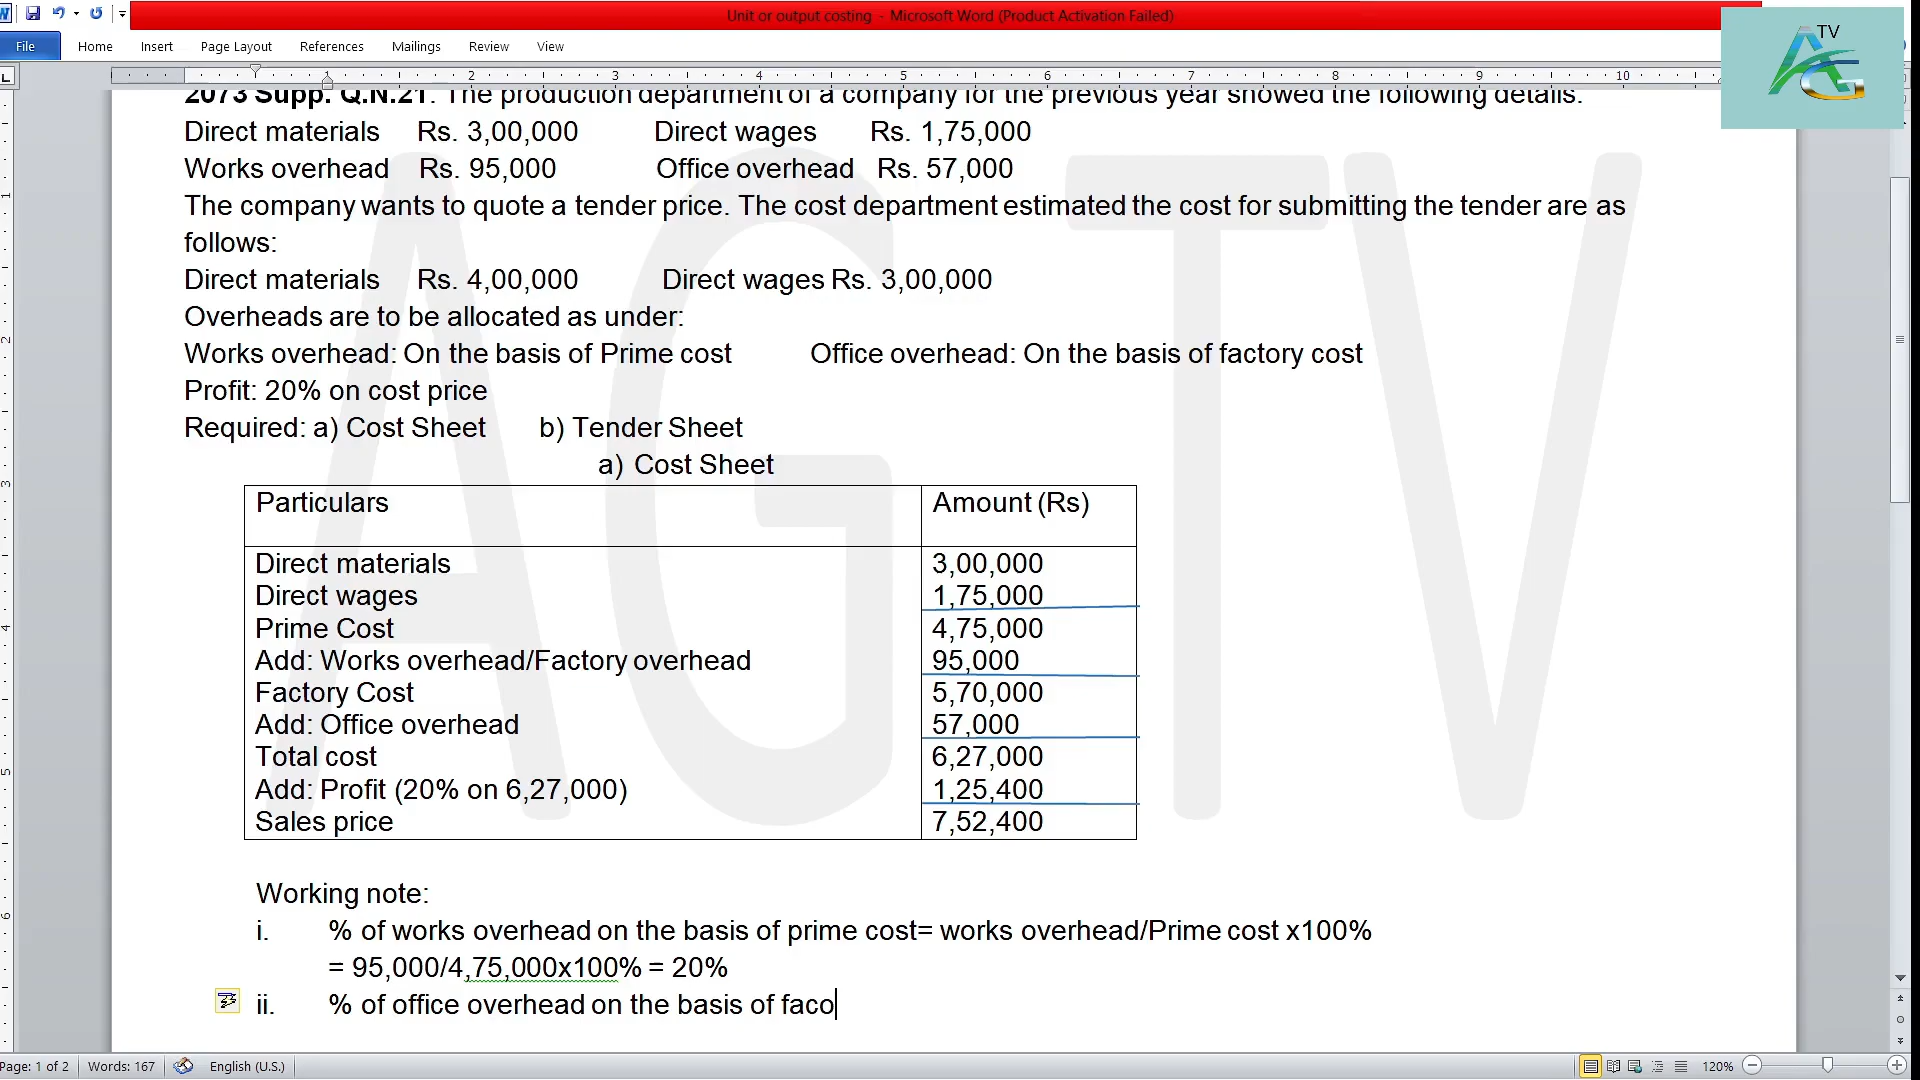 Unit or output costing - Microsoft Word (Product Activation Failed)
TV
File Home Insert Page Layout References Mailings Review View
1 2 3 4 5 6 7 8 9 10
2073 Supp. Q.N.21. The production department of a company for the previous year showed the following details.
Direct materials Rs. 3,00,000 Direct wages Rs. 1,75,000
Works overhead Rs. 95,000 Office overhead Rs. 57,000
The company wants to quote a tender price. The cost department estimated the cost for submitting the tender are as
follows:
Direct materials Rs. 4,00,000 Direct wages Rs. 3,00,000
Overheads are to be allocated as under:
Works overhead: On the basis of Prime cost Office overhead: On the basis of factory cost
Profit: 20% on cost price
Required: a) Cost Sheet b) Tender Sheet
a) Cost Sheet
Particulars Amount (Rs)
Direct materials 3,00,000
Direct wages 1,75,000
Prime Cost 4,75,000
Add: Works overhead/Factory overhead 95,000
Factory Cost 5,70,000
Add: Office overhead 57,000
Total cost 6,27,000
Add: Profit (20% on 6,27,000) 1,25,400
Sales price 7,52,400
Working note:
i. % of works overhead on the basis of prime cost= works overhead/Prime cost x100%
= 95,000/4,75,000x100% = 20%
ii. % of office overhead on the basis of faco
AGTV
Page: 1 of 2 Words: 167 English (U.S.) 120%